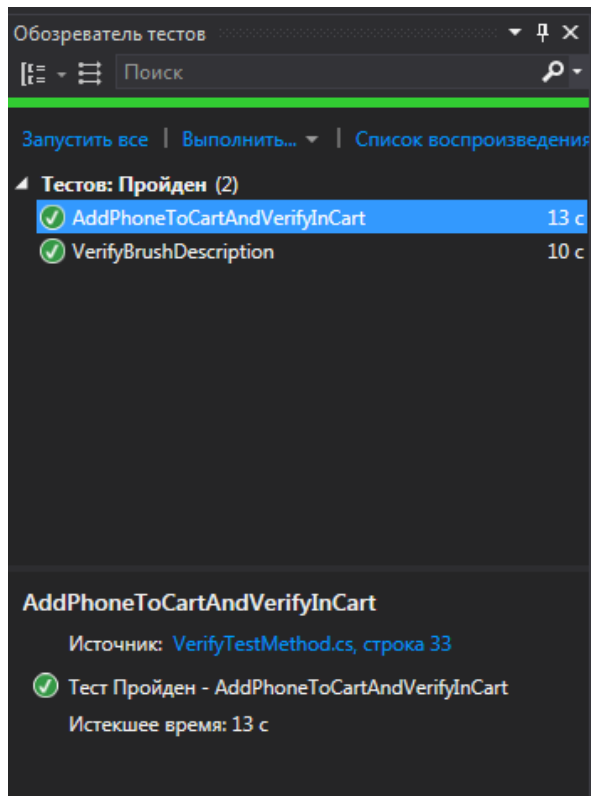 Обозреватель тестов
Поиск
Запустить все | Выполнить... | Список воспроизведения
Тестов: Пройден (2)
AddPhoneToCartAndVerifyInCart 13 с
VerifyBrushDescription 10 с
AddPhoneToCartAndVerifyInCart
Источник: VerifyTestMethod.cs, строка 33
Тест Пройден - AddPhoneToCartAndVerifyInCart
Истекшее время: 13 с